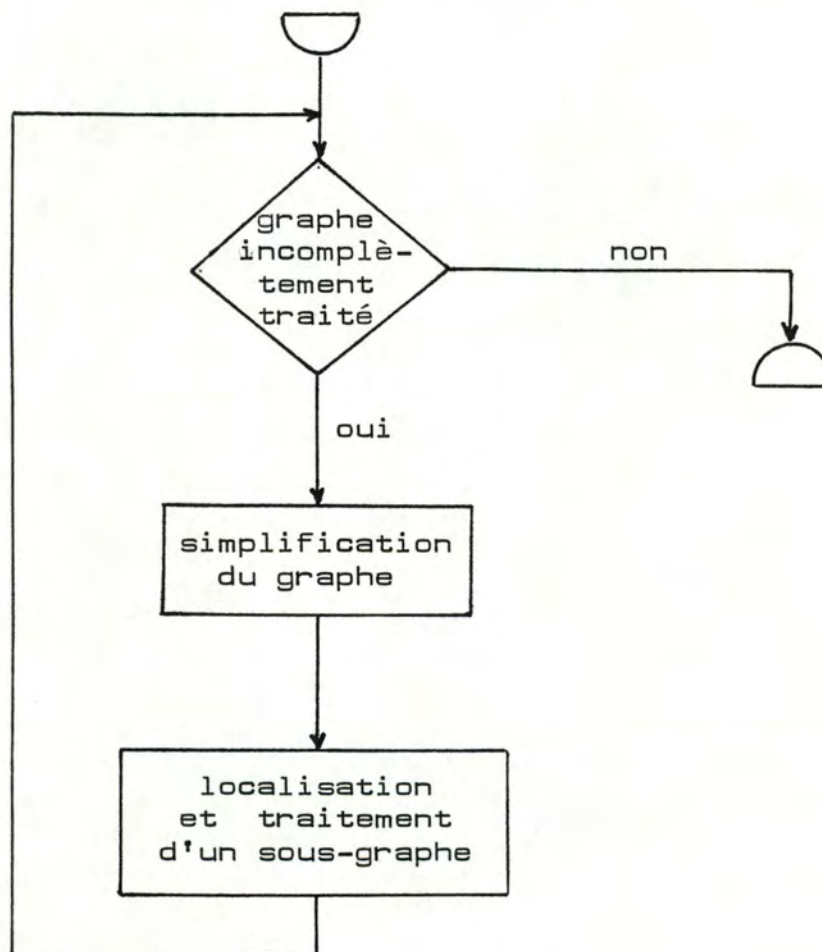 graphe
incomplè-
tement
traité
non
oui
simplification
du graphe
localisation
et traitement
d'un sous-graphe